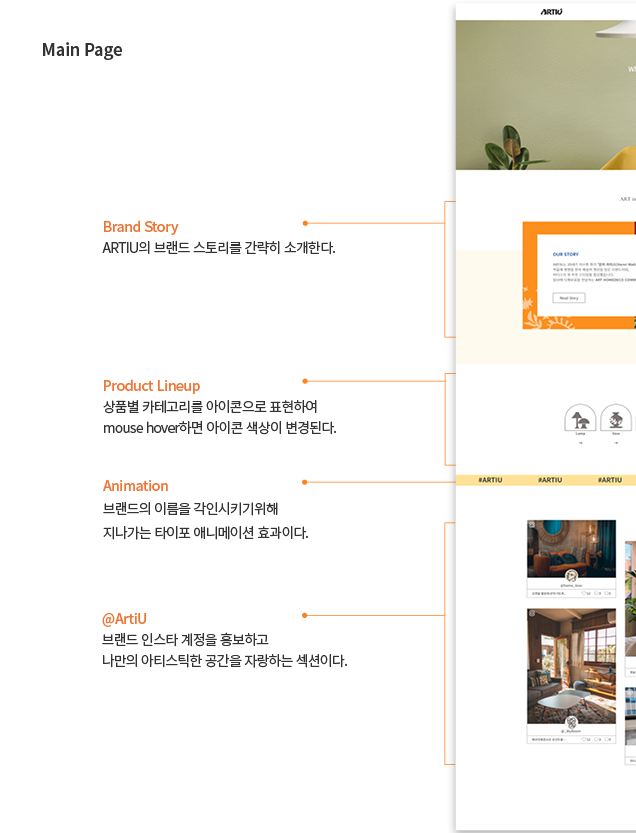 ARTIU
Main Page
Brand Story
ARTIU의 브랜드 스토리를 간략히 소개한다.
OUR STORY
Read Story
Product Lineup
상품별 카테고리를 아이콘으로 표현하여
mouse hover하면 아이콘 색상이 변경된다.
Lamp
Vase
Animation
브랜드의 이름을 각인시키기위해
지나가는 타이포 애니메이션 효과이다.
#ARTIU #ARTIU #ARTIU
@ArtiU
브랜드 인스타 계정을 홍보하고
나만의 아티스틱한 공간을 자랑하는 섹션이다.